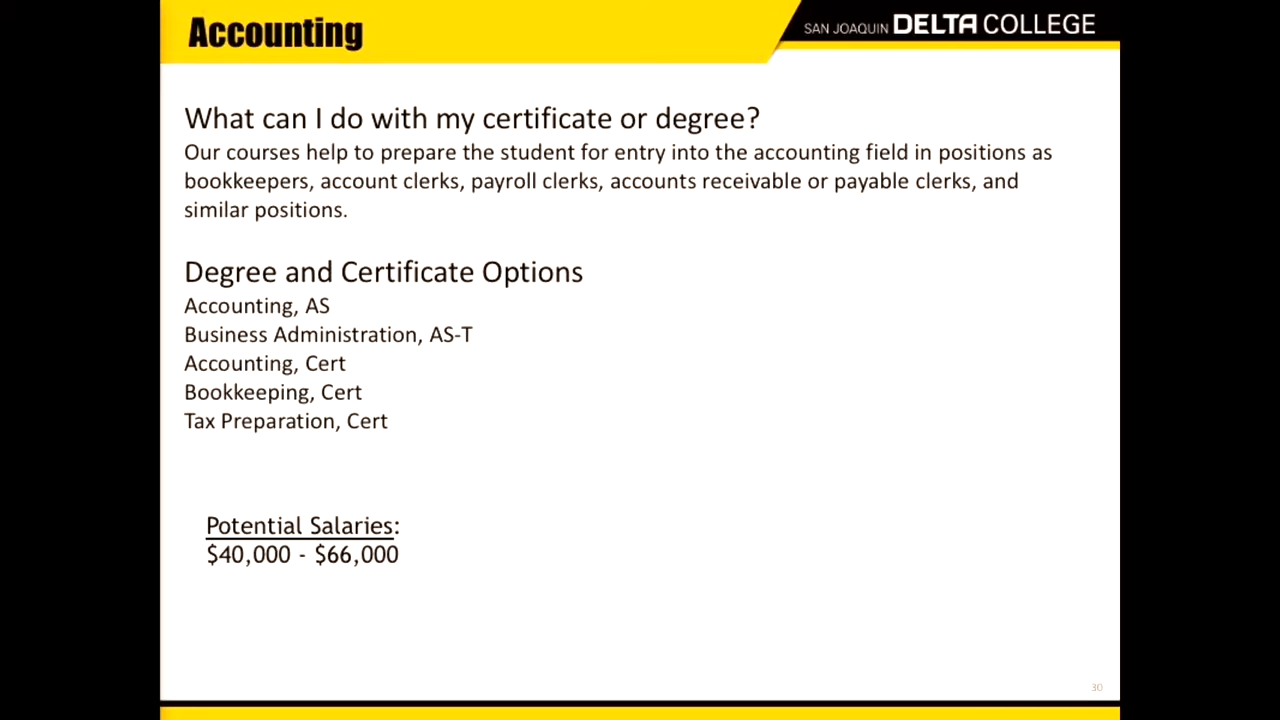 Accounting
SAN JOAQUIN DELTA COLLEGE
What can I do with my certificate or degree?
Our courses help to prepare the student for entry into the accounting field in positions as
bookkeepers, account clerks, payroll clerks, accounts receivable or payable clerks, and
similar positions.
Degree and Certificate Options
Accounting, AS
Business Administration, AS-T
Accounting, Cert
Bookkeeping, Cert
Tax Preparation, Cert
Potential Salaries:
$40,000 - $66,000
30